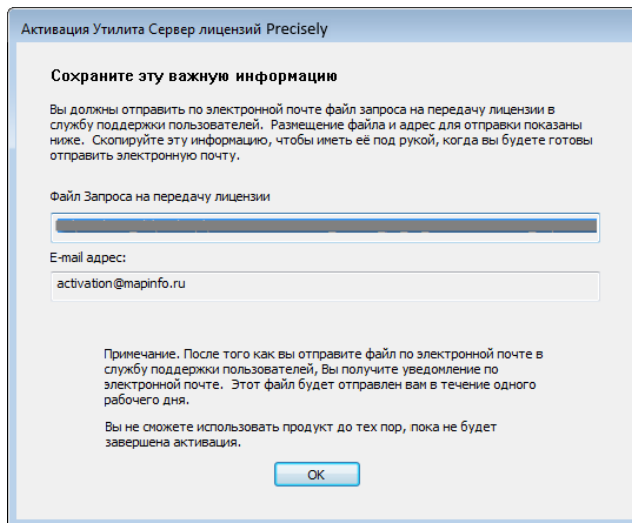 Активация Утилита Сервер лицензий Precisely
Сохраните эту важную информацию
Вы должны отправить по электронной почте файл запроса на передачу лицензии в
службу поддержки пользователей. Размещение файла и адрес для отправки показаны
ниже. Скопируйте эту информацию, чтобы иметь её под рукой, когда вы будете готовы
отправить электронную почту.
Файл Запроса на передачу лицензии
E-mail адрес:
activation@mapinfo.ru
Примечание. После того как вы отправите файл по электронной почте в
службу поддержки пользователей, Вы получите уведомление по
электронной почте. Этот файл будет отправлен вам в течение одного
рабочего дня.
Вы не сможете использовать продукт до тех пор, пока не будет
завершена активация.
OK